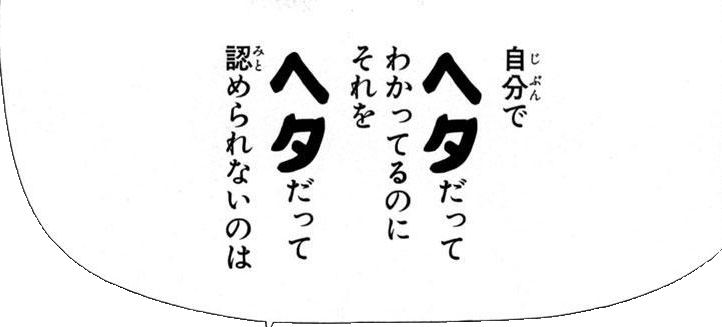 自分で
ヘタだって
わかってるのに
それを
ヘタだって
認められないのは